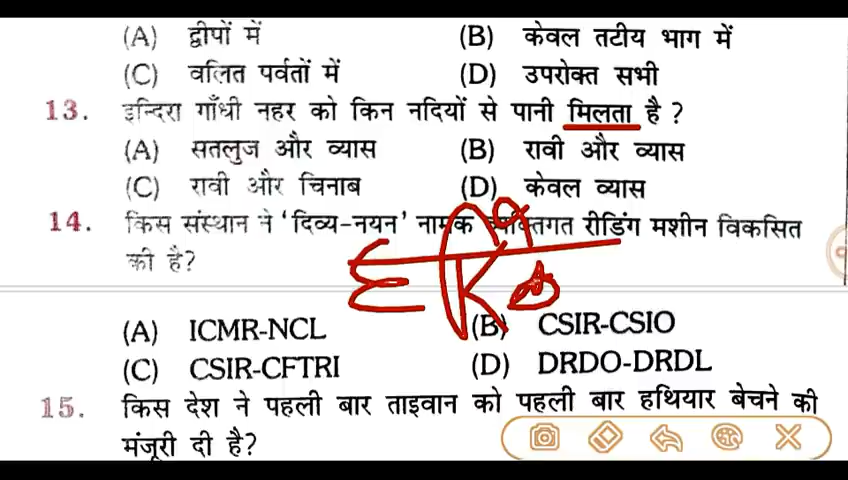 (A) द्वीपों में (B) केवल तटीय भाग में
(C) वलित पर्वतों में (D) उपरोक्त सभी
13. इन्दिरा गाँधी नहर को किन नदियों से पानी मिलता है ?
(A) सतलुज और व्यास (B) रावी और व्यास
(C) रावी और चिनाब (D) केवल व्यास
14. किस संस्थान ने ‘दिव्य-नयन’ नामक व्यक्तिगत रीडिंग मशीन विकसित
की है?
(A) ICMR-NCL (B) CSIR-CSIO
(C) CSIR-CFTRI (D) DRDO-DRDL
15. किस देश ने पहली बार ताइवान को पहली बार हथियार बेचने की
मंजूरी दी है?